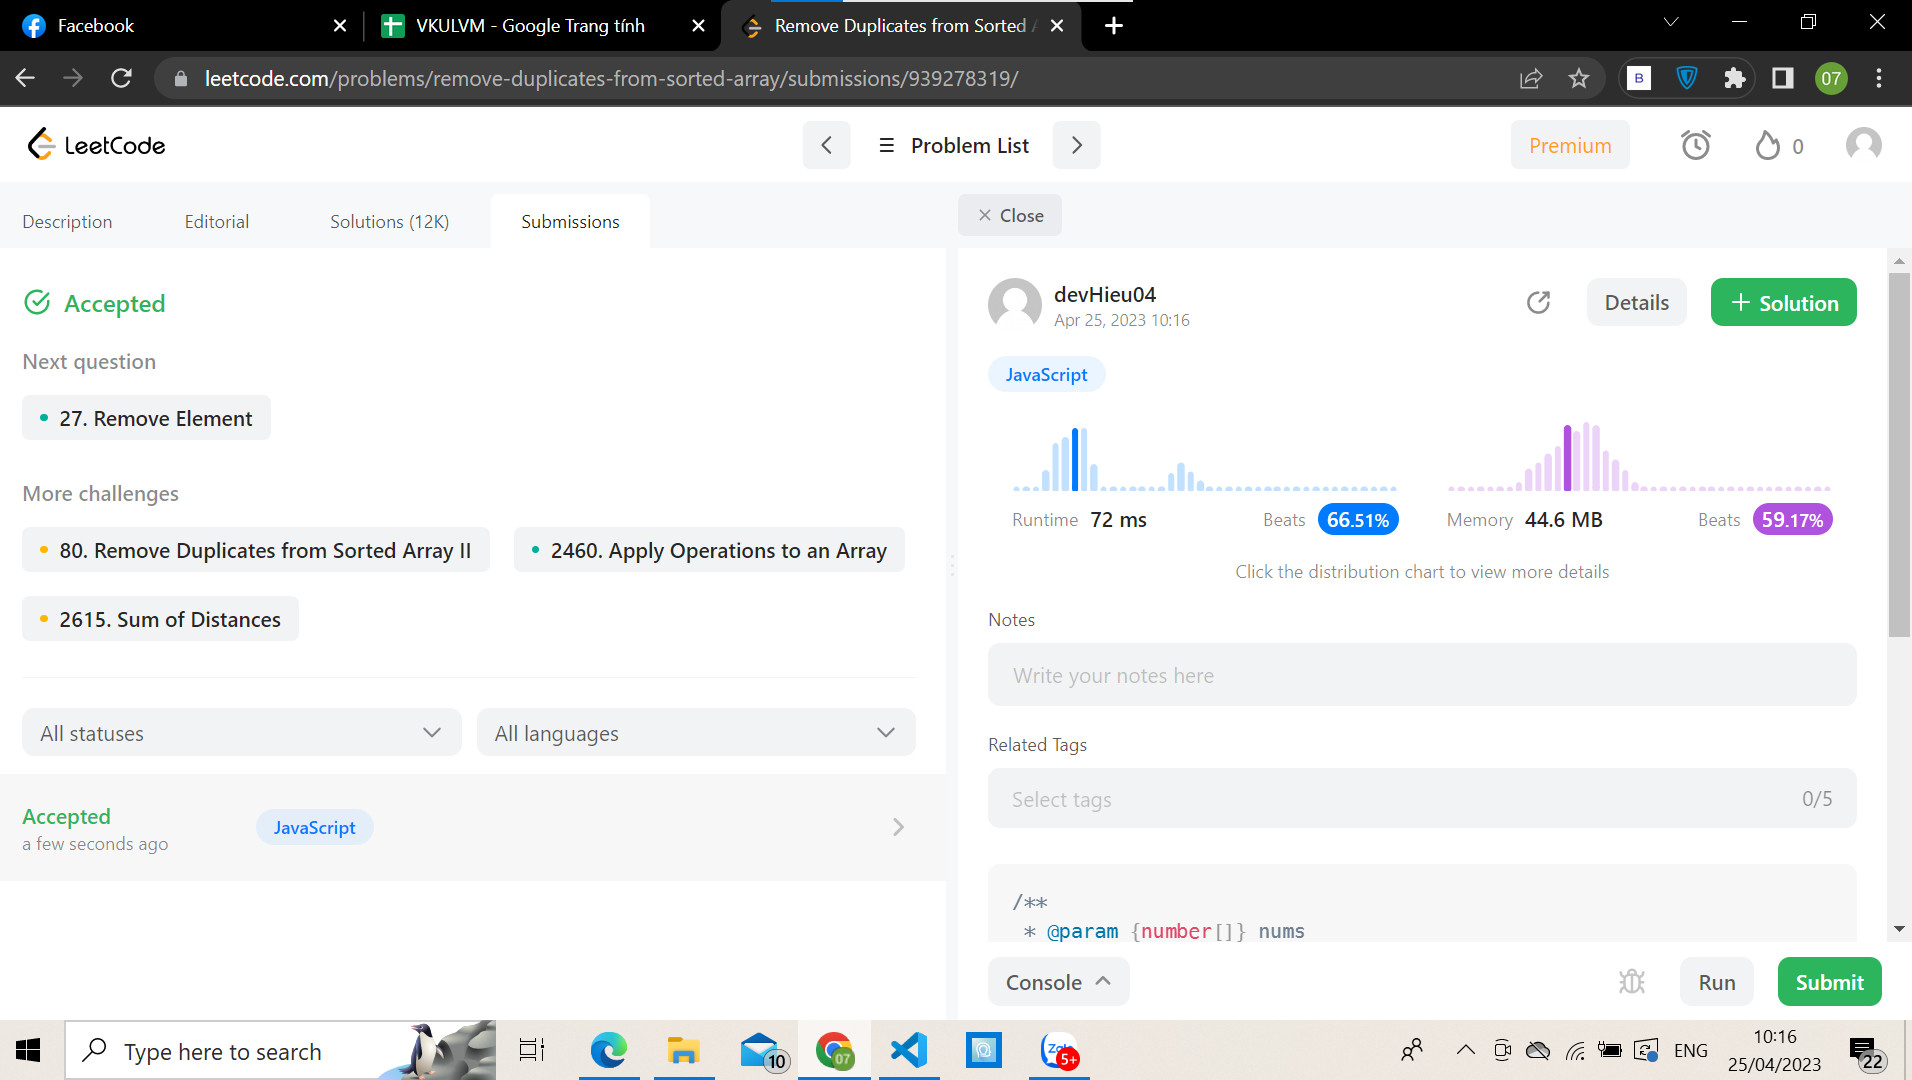 Facebook
VKULVM - Google Trang tính
Remove Duplicates from Sorted A
leetcode.com/problems/remove-duplicates-from-sorted-array/submissions/939278319/
B
07
LeetCode
Problem List
Premium
0
Description
Editorial
Solutions (12K)
Submissions
Close
Accepted
Next question
27. Remove Element
More challenges
80. Remove Duplicates from Sorted Array II
2460. Apply Operations to an Array
2615. Sum of Distances
All statuses
All languages
Accepted
a few seconds ago
JavaScript
devHieu04
Apr 25, 2023 10:16
Details
+ Solution
JavaScript
Runtime 72 ms
Beats 66.51%
Memory 44.6 MB
Beats 59.17%
Click the distribution chart to view more details
Notes
Write your notes here
Related Tags
Select tags
0/5
/**
* @param {number[]} nums
Console
Run
Submit
Type here to search
10
07
Zalo
5+
ENG
10:16
25/04/2023
22